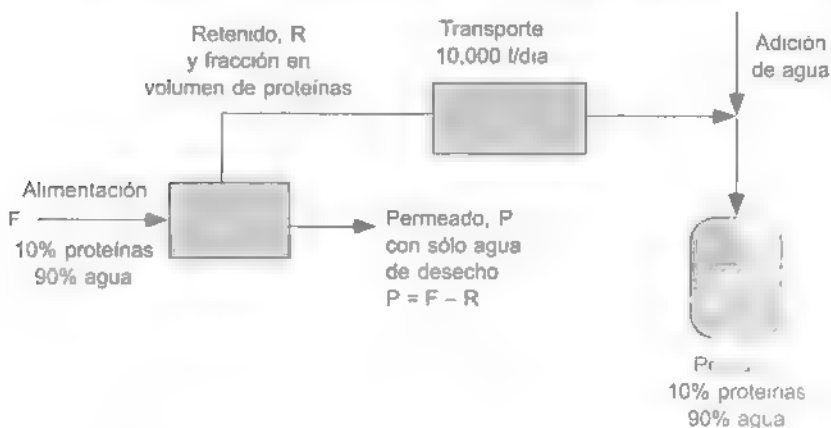 Retenido, R
y fracción en
volumen de proteínas
Transporte
10,000 l/día
Adición
de agua
Alimentación
F
10% proteínas
90% agua
Permeado, P
con sólo agua
de desecho
P = F – R
10% proteínas
90% agua